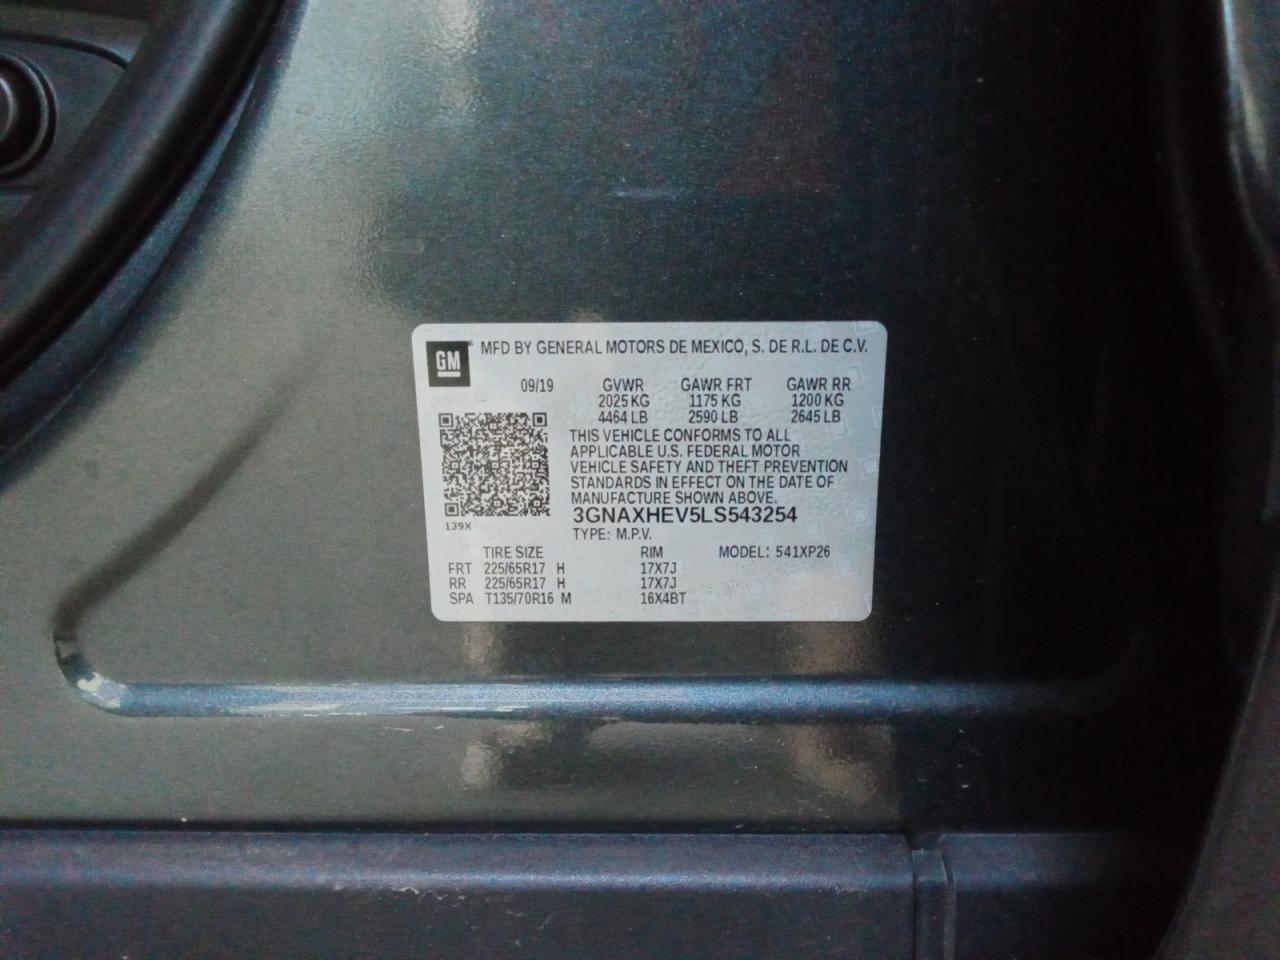 GM
MFD BY GENERAL MOTORS DE MEXICO, S. DE R.L. DE C.V.
09/19 GVWR GAWR FRT GAWR RR
2025 KG 1175 KG 1200 KG
4464 LB 2590 LB 2645 LB
THIS VEHICLE CONFORMS TO ALL
APPLICABLE U.S. FEDERAL MOTOR
VEHICLE SAFETY AND THEFT PREVENTION
STANDARDS IN EFFECT ON THE DATE OF
MANUFACTURE SHOWN ABOVE.
139X
3GNAXHEV5LS543254
TYPE: M.P.V.
TIRE SIZE RIM MODEL: 541XP26
FRT 225/65R17 H 17X7J
RR 225/65R17 H 17X7J
SPA T135/70R16 M 16X4BT